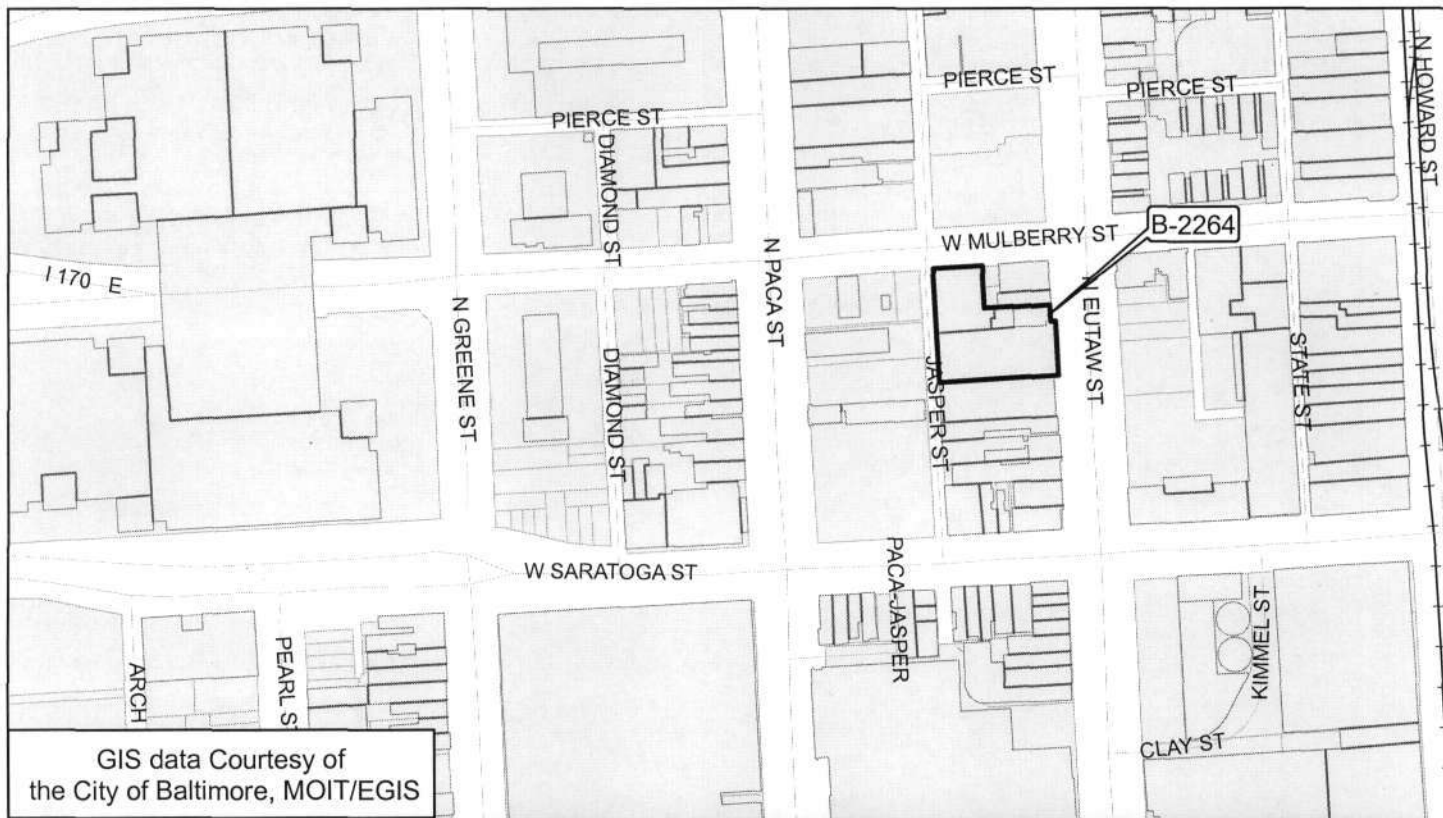 PIERCE ST
PIERCE ST
PIERCE ST
N HOWARD ST
DIAMOND ST
W MULBERRY ST
B-2264
I 170 E
N PACA ST
N EUTAW ST
N GREENE ST
DIAMOND ST
JASPER ST
STATE ST
W SARATOGA ST
PACA-JASPER
KIMMEL ST
ARCH
PEARL S
CLAY ST
GIS data Courtesy of
the City of Baltimore, MOIT/EGIS